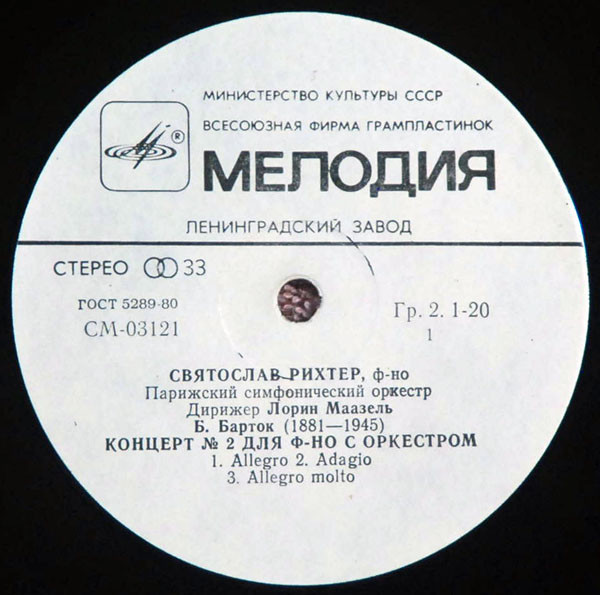 МИНИСТЕРСТВО КУЛЬТУРЫ СССР
ВСЕСОЮЗНАЯ ФИРМА ГРАМПЛАСТИНОК
®
МЕЛОДИЯ
ЛЕНИНГРАДСКИЙ ЗАВОД
СТЕРЕО 33
ГОСТ 5289-80
СМ-03121
Гр. 2. 1-20
1
СВЯТОСЛАВ РИХТЕР, ф-но
Парижский симфонический оркестр
Дирижер Лорин Маазель
Б. Барток (1881—1945)
КОНЦЕРТ № 2 ДЛЯ Ф-НО С ОРКЕСТРОМ
1. Allegro 2. Adagio
3. Allegro molto